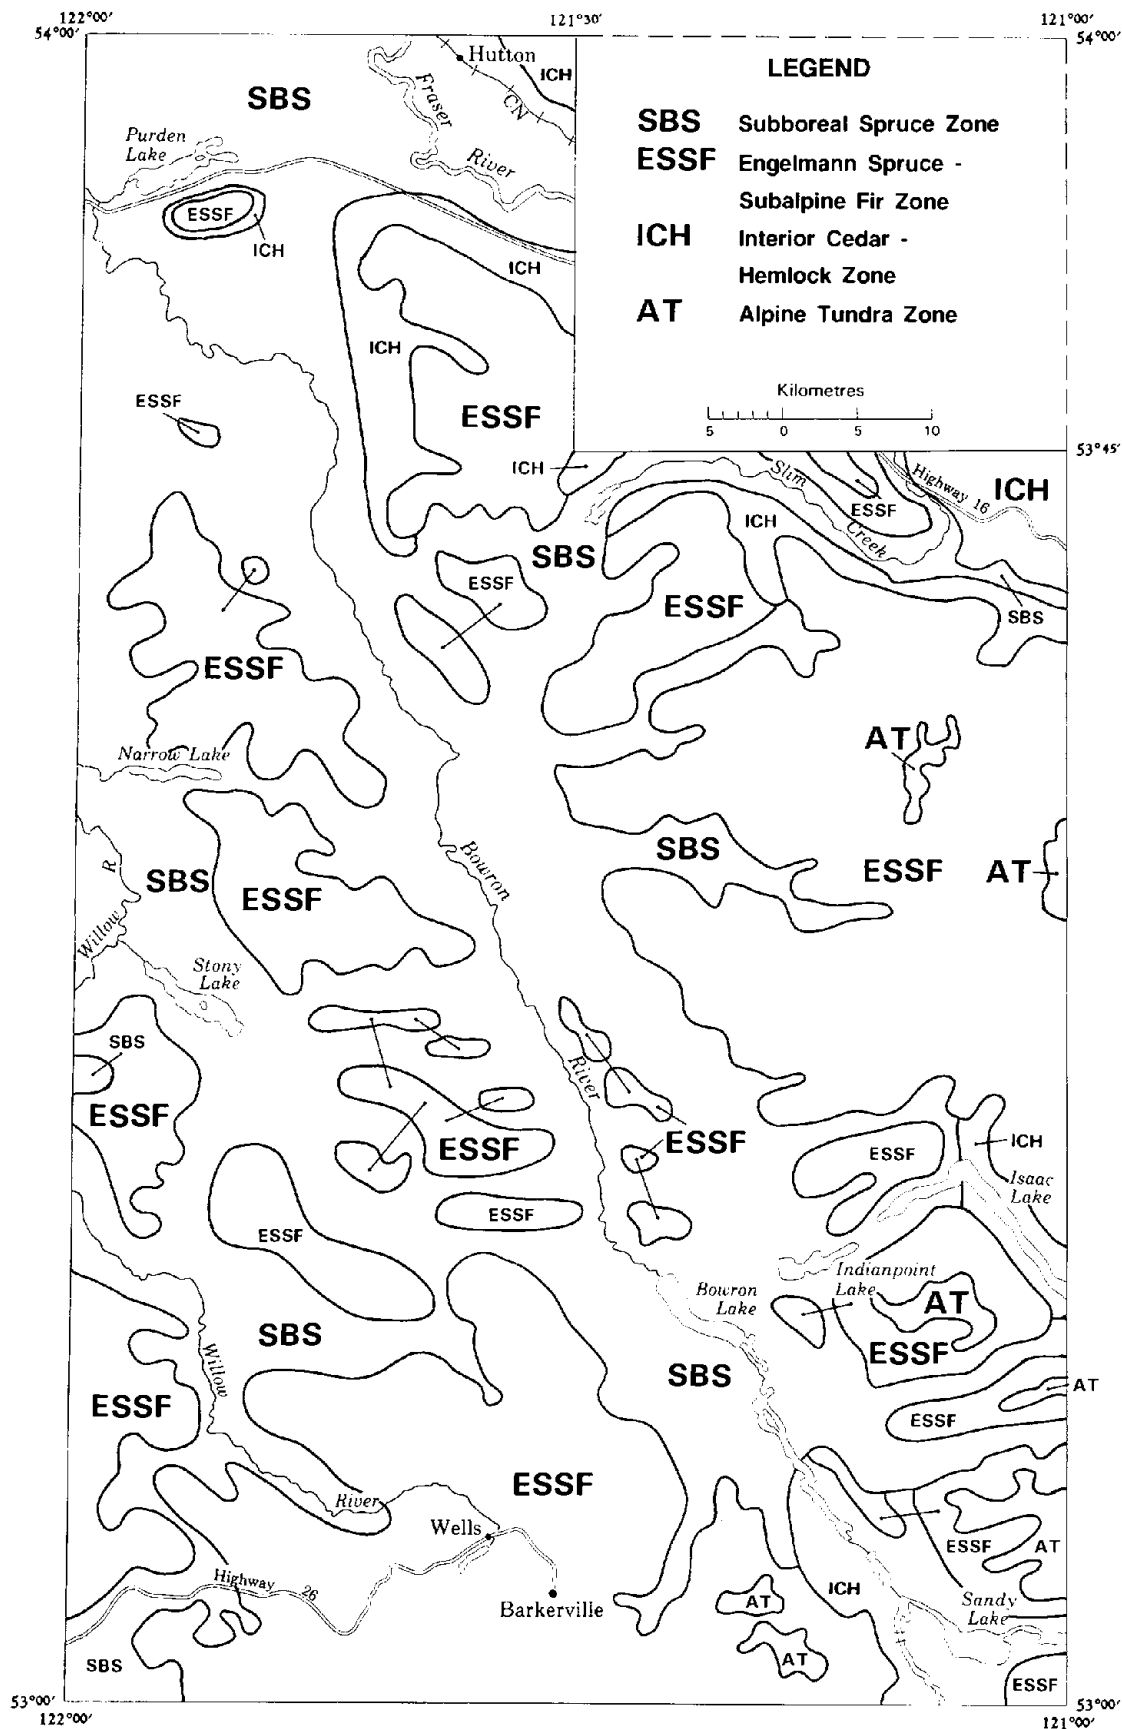 122°00'
121°30'
121°00'
54°00'
54°00'
Hutton
ICH
LEGEND
SBS
Fraser
CN
SBS Subboreal Spruce Zone
Purden
Lake
River
ESSF Engelmann Spruce -
Subalpine Fir Zone
ESSF
ICH
ICH
ICH Interior Cedar -
Hemlock Zone
AT Alpine Tundra Zone
ICH
Kilometres
5 0 5 10
ESSF
ESSF
53°45'
ICH
Slim
Highway 16
ICH
ESSF
ICH
Creek
SBS
ESSF
ESSF
SBS
ESSF
AT
Narrow Lake
Bowron
SBS
R
SBS
ESSF
ESSF
AT
Willow
Stony
Lake
SBS
River
ESSF
ESSF
ESSF
ESSF
ICH
Isaac
Lake
ESSF
ESSF
Indianpoint
Lake
Bowron
Lake
AT
SBS
Willow
ESSF
SBS
AT
ESSF
ESSF
ESSF
River
Wells
ESSF
AT
Highway 26
ICH
Barkerville
AT
Sandy
Lake
SBS
AT
ESSF
53°00'
53°00'
122°00'
121°00'